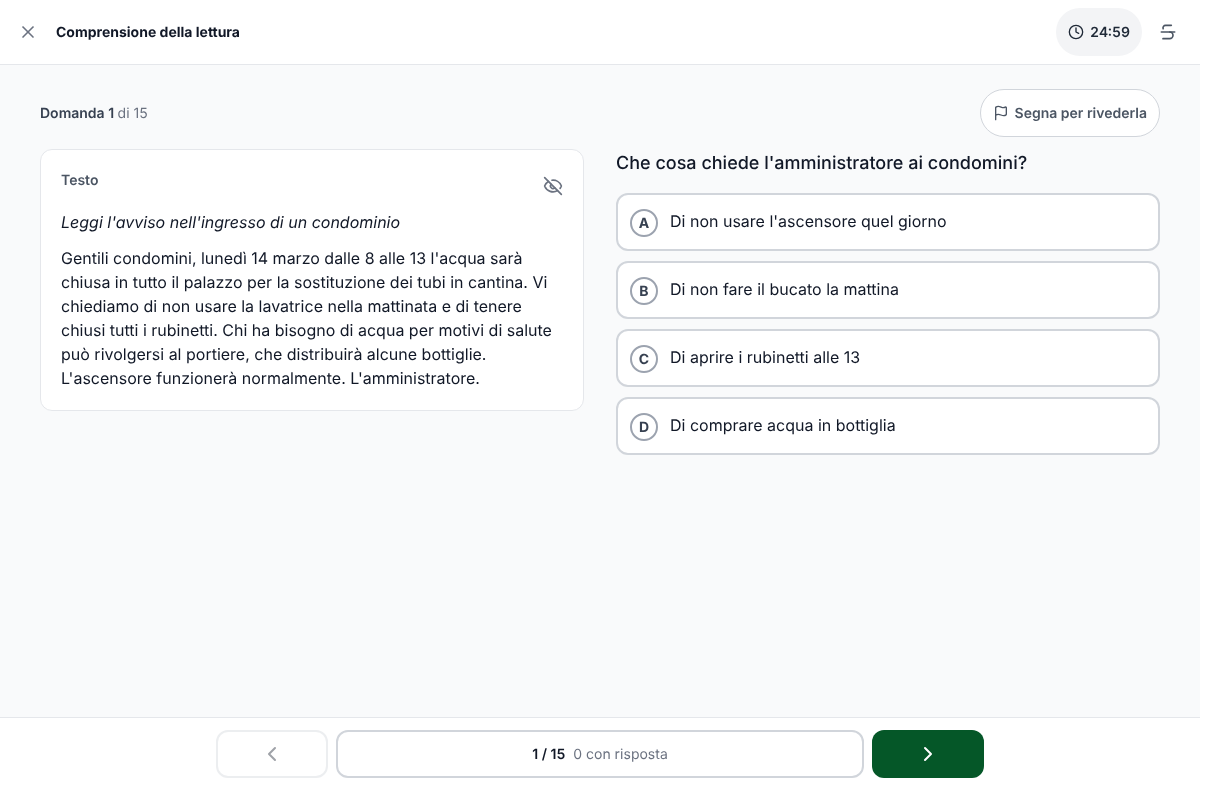 Comprensione della lettura
24:59
Domanda 1 di 15
Segna per rivederla
Testo
Leggi l'avviso nell'ingresso di un condominio
Gentili condomini, lunedì 14 marzo dalle 8 alle 13 l'acqua sarà
chiusa in tutto il palazzo per la sostituzione dei tubi in cantina. Vi
chiediamo di non usare la lavatrice nella mattinata e di tenere
chiusi tutti i rubinetti. Chi ha bisogno di acqua per motivi di salute
può rivolgersi al portiere, che distribuirà alcune bottiglie.
L'ascensore funzionerà normalmente. L'amministratore.
Che cosa chiede l'amministratore ai condomini?
A Di non usare l'ascensore quel giorno
B Di non fare il bucato la mattina
C Di aprire i rubinetti alle 13
D Di comprare acqua in bottiglia
1 / 15 0 con risposta